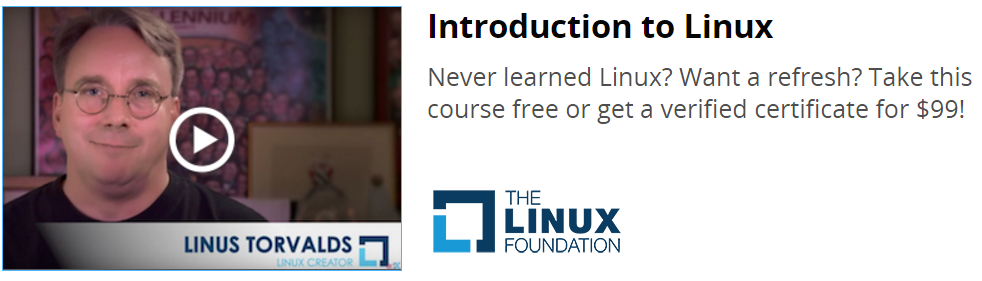 LLENNIUM
Introduction to Linux
Never learned Linux? Want a refresh? Take this
course free or get a verified certificate for $99!
THE
LINUX
FOUNDATION
LINUS TORVALDS
LINUX CREATOR